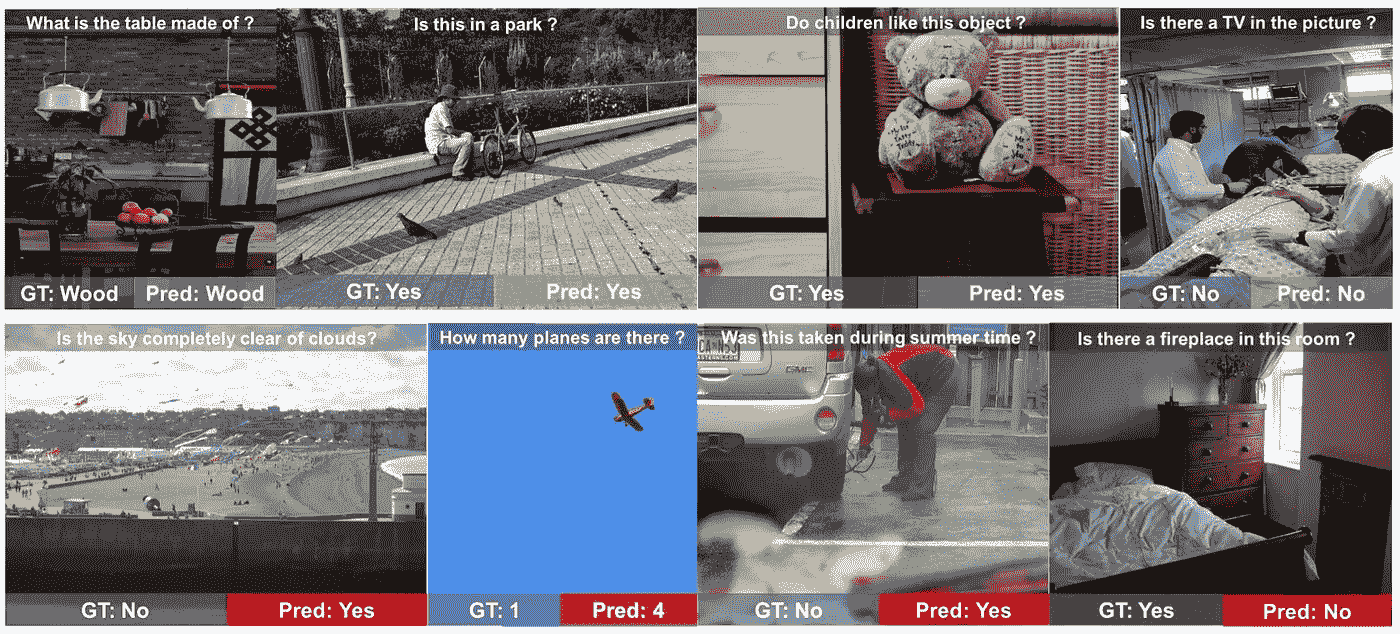 What is the table made of ?
Is this in a park ?
Do children like this object ?
Is there a TV in the picture ?
GT: Wood
Pred: Wood
GT: Yes
Pred: Yes
GT: Yes
Pred: Yes
GT: No
Pred: No
Is the sky completely clear of clouds?
How many planes are there ?
Was this taken during summer time ?
Is there a fireplace in this room ?
GMC
GT: No
Pred: Yes
GT: 1
Pred: 4
GT: No
Pred: Yes
GT: Yes
Pred: No